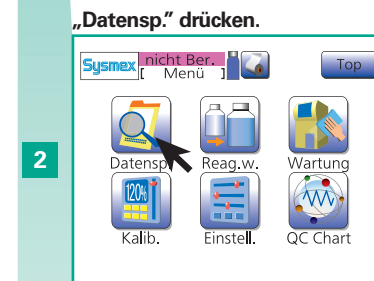 „Datensp.” drücken.
Sysmex nicht Ber.
[ Menü ]
Top
2
Datensp.
Reag.w.
Wartung
120%
Kalib.
Einstell.
QC Chart